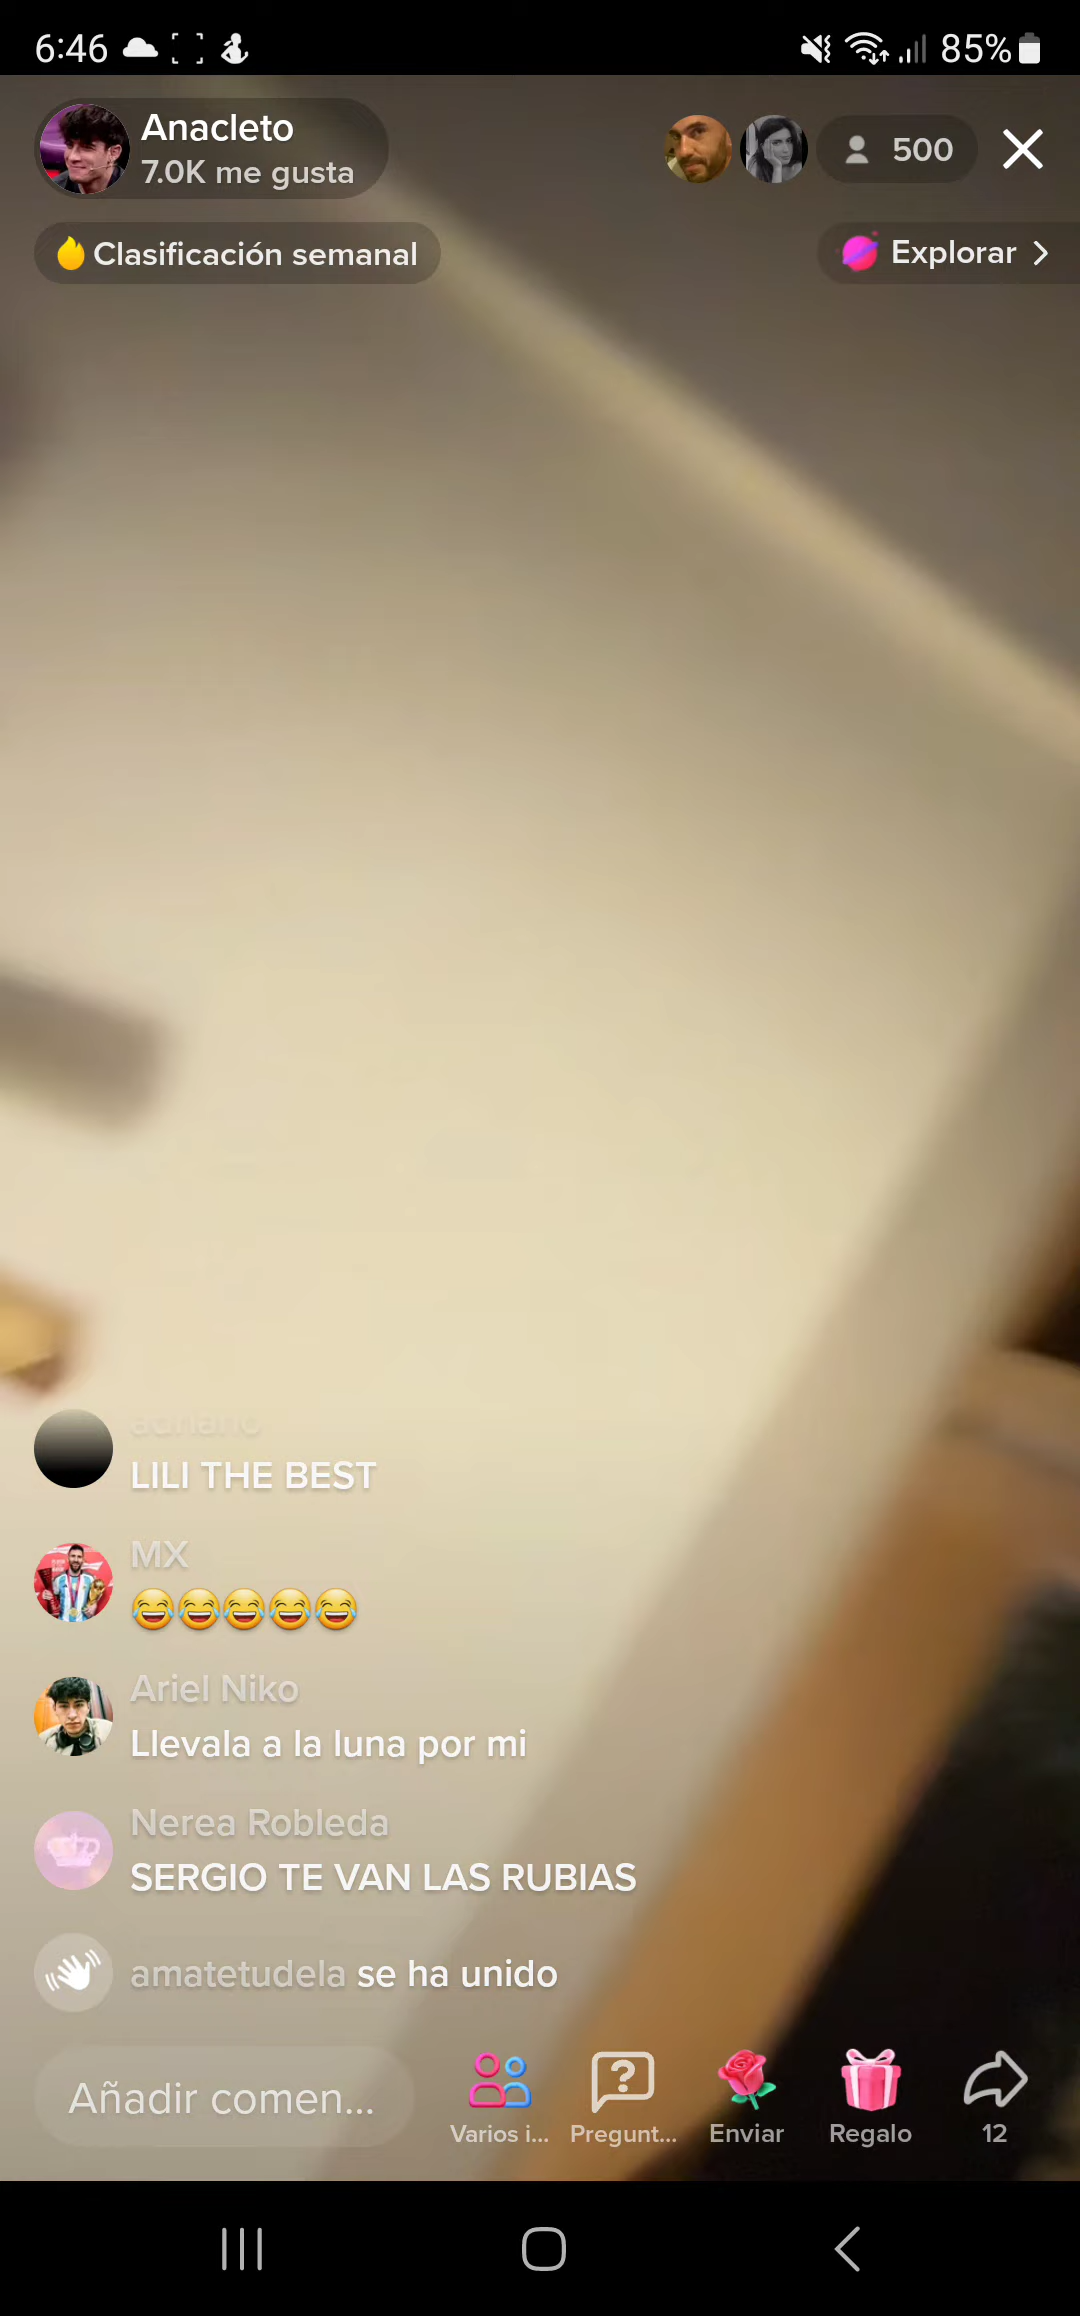 6:46
85%
Anacleto
7.0K me gusta
500
Clasificación semanal
Explorar
adriano
LILI THE BEST
MX
😂😂😂😂😂
Ariel Niko
Llevala a la luna por mi
Nerea Robleda
SERGIO TE VAN LAS RUBIAS
amatetudela se ha unido
Añadir comen...
Varios i...
Pregunt...
Enviar
Regalo
12